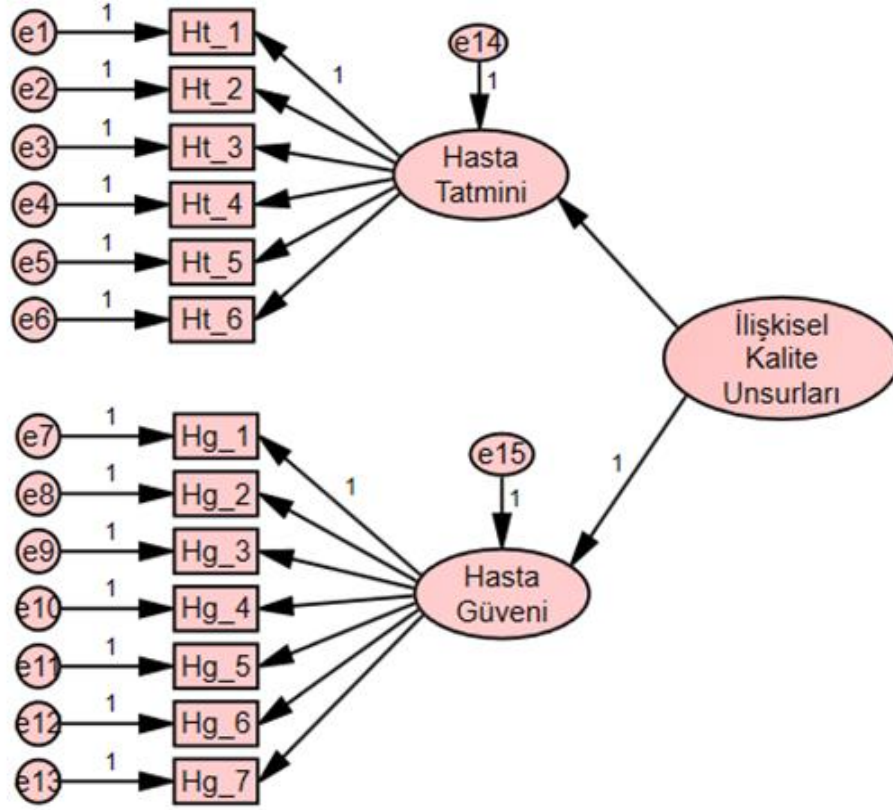 e1 1 Ht_1
e2 1 Ht_2
e3 1 Ht_3
e4 1 Ht_4
e5 1 Ht_5
e6 1 Ht_6
1
e14
1
Hasta
Tatmini
İlişkisel
Kalite
Unsurları
e7 1 Hg_1
e8 1 Hg_2
e9 1 Hg_3
e10 1 Hg_4
e11 1 Hg_5
e12 1 Hg_6
e13 1 Hg_7
1
e15
1
1
Hasta
Güveni